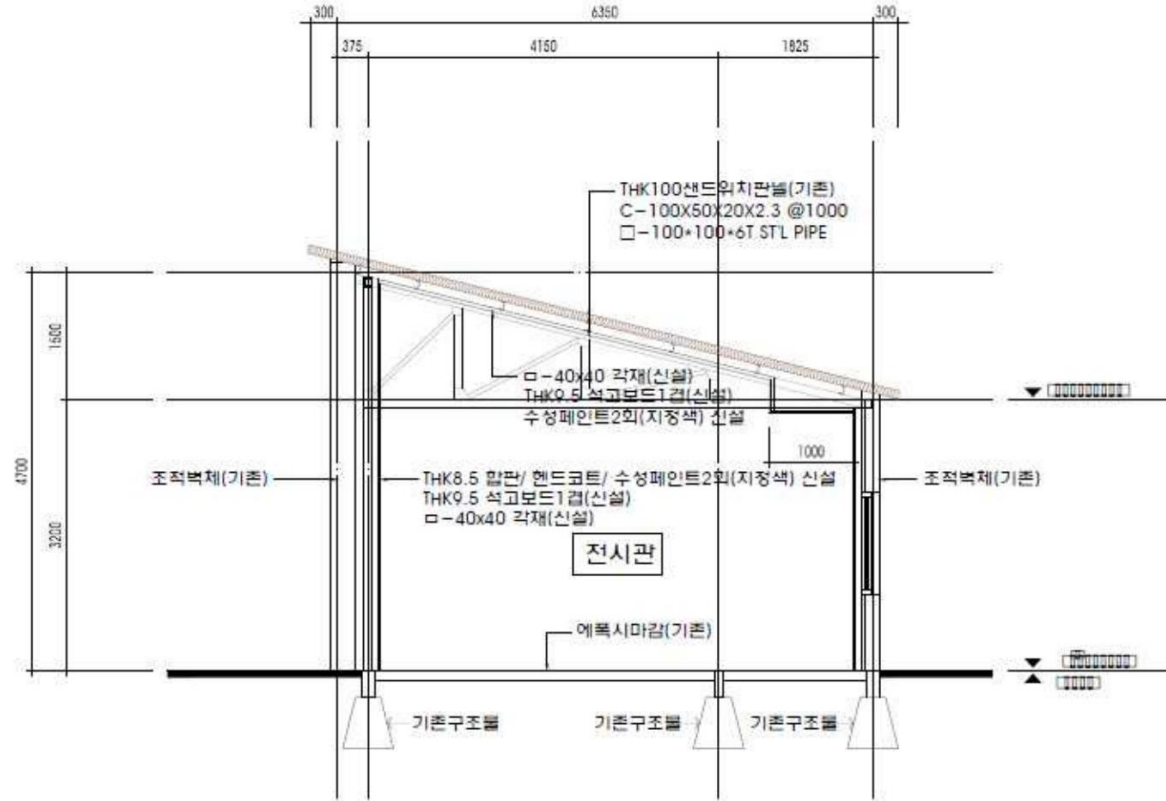 300
6350
300
375
4150
1825
THK100샌드위치판넬(기존)
C-100X50X20X2.3 @1000
□-100*100*6T ST'L PIPE
1500
4700
3200
ㅁ-40x40 각재(신설)
THK9.5 석고보드1겹(신설)
수성페인트2회(지정색) 신설
1000
조적벽체(기존)
THK8.5 합판/ 핸드코트/ 수성페인트2회(지정색) 신설
THK9.5 석고보드1겹(신설)
ㅁ-40x40 각재(신설)
조적벽체(기존)
전시관
에폭시마감(기존)
기존구조물
기존구조물
기존구조물